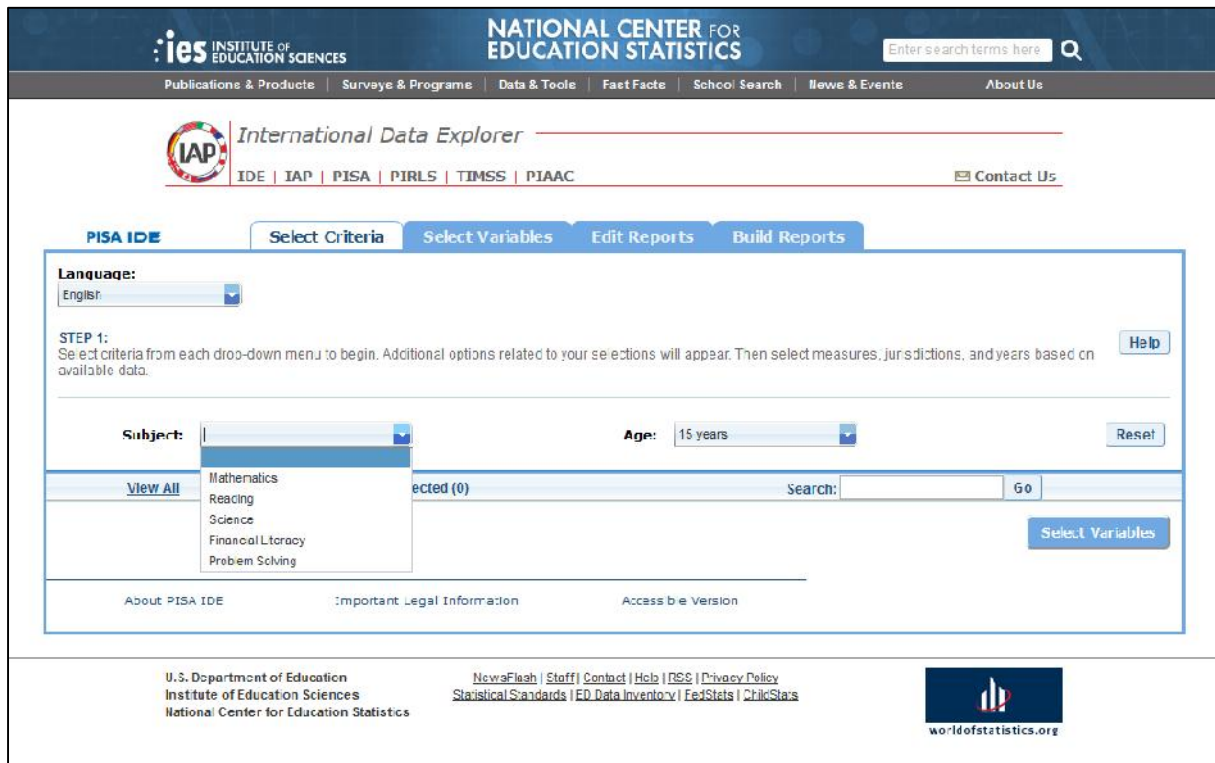 ies INSTITUTE OF EDUCATION SCIENCES
NATIONAL CENTER FOR EDUCATION STATISTICS
Enter search terms here
Publications & Products | Surveys & Programs | Data & Tools | Fast Facts | School Search | News & Events About Us
IAP
International Data Explorer
IDE | IAP | PISA | PIRLS | TIMSS | PIAAC
Contact Us
PISA IDE
Select Criteria
Select Variables
Edit Reports
Build Reports
Language:
English
STEP 1:
Select criteria from each drop-down menu to begin. Additional options related to your selections will appear. Then select measures, jurisdictions, and years based on
available data.
Help
Subject:
Age: 15 years
Reset
Mathematics
Reading
Science
Financial Literacy
Problem Solving
View All
ected (0)
Search:
Go
Select Variables
About PISA IDE
Important Legal Information
Accessible Version
U.S. Department of Education
Institute of Education Sciences
National Center for Education Statistics
NewsFlash | Staff | Contact | Help | RSS | Privacy Policy
Statistical Standards | ED Data Inventory | FedStats | ChildStats
worldofstatistics.org